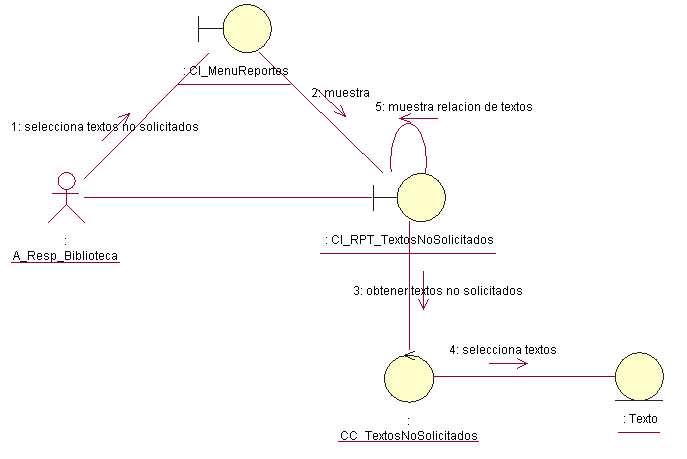 : CI_MenuReportes
2: muestra
5: muestra relacion de textos
1: selecciona textos no solicitados
:
A_Resp_Biblioteca
: CI_RPT_TextosNoSolicitados
3: obtener textos no solicitados
4: selecciona textos
: Texto
:
CC_TextosNoSolicitados